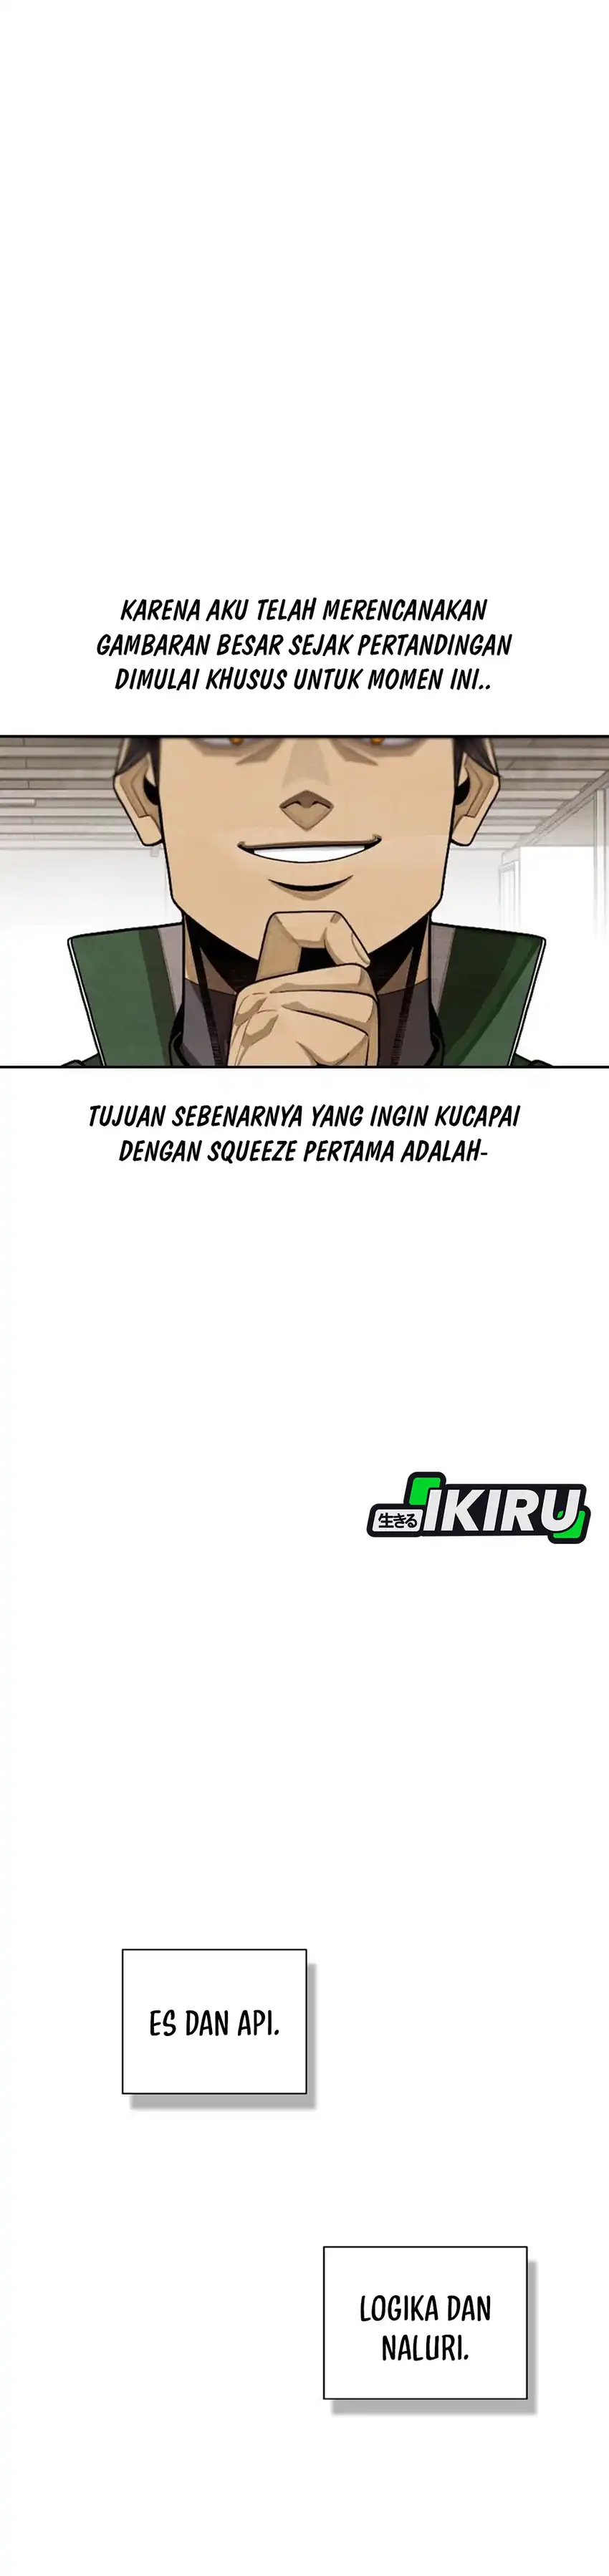 KARENA AKU TELAH MERENCANAKAN
GAMBARAN BESAR SEJAK PERTANDINGAN
DIMULAI KHUSUS UNTUK MOMEN INI..
TUJUAN SEBENARNYA YANG INGIN KUCAPAI
DENGAN SQUEEZE PERTAMA ADALAH-
生きる IKIRU
ES DAN API.
LOGIKA DAN
NALURI.